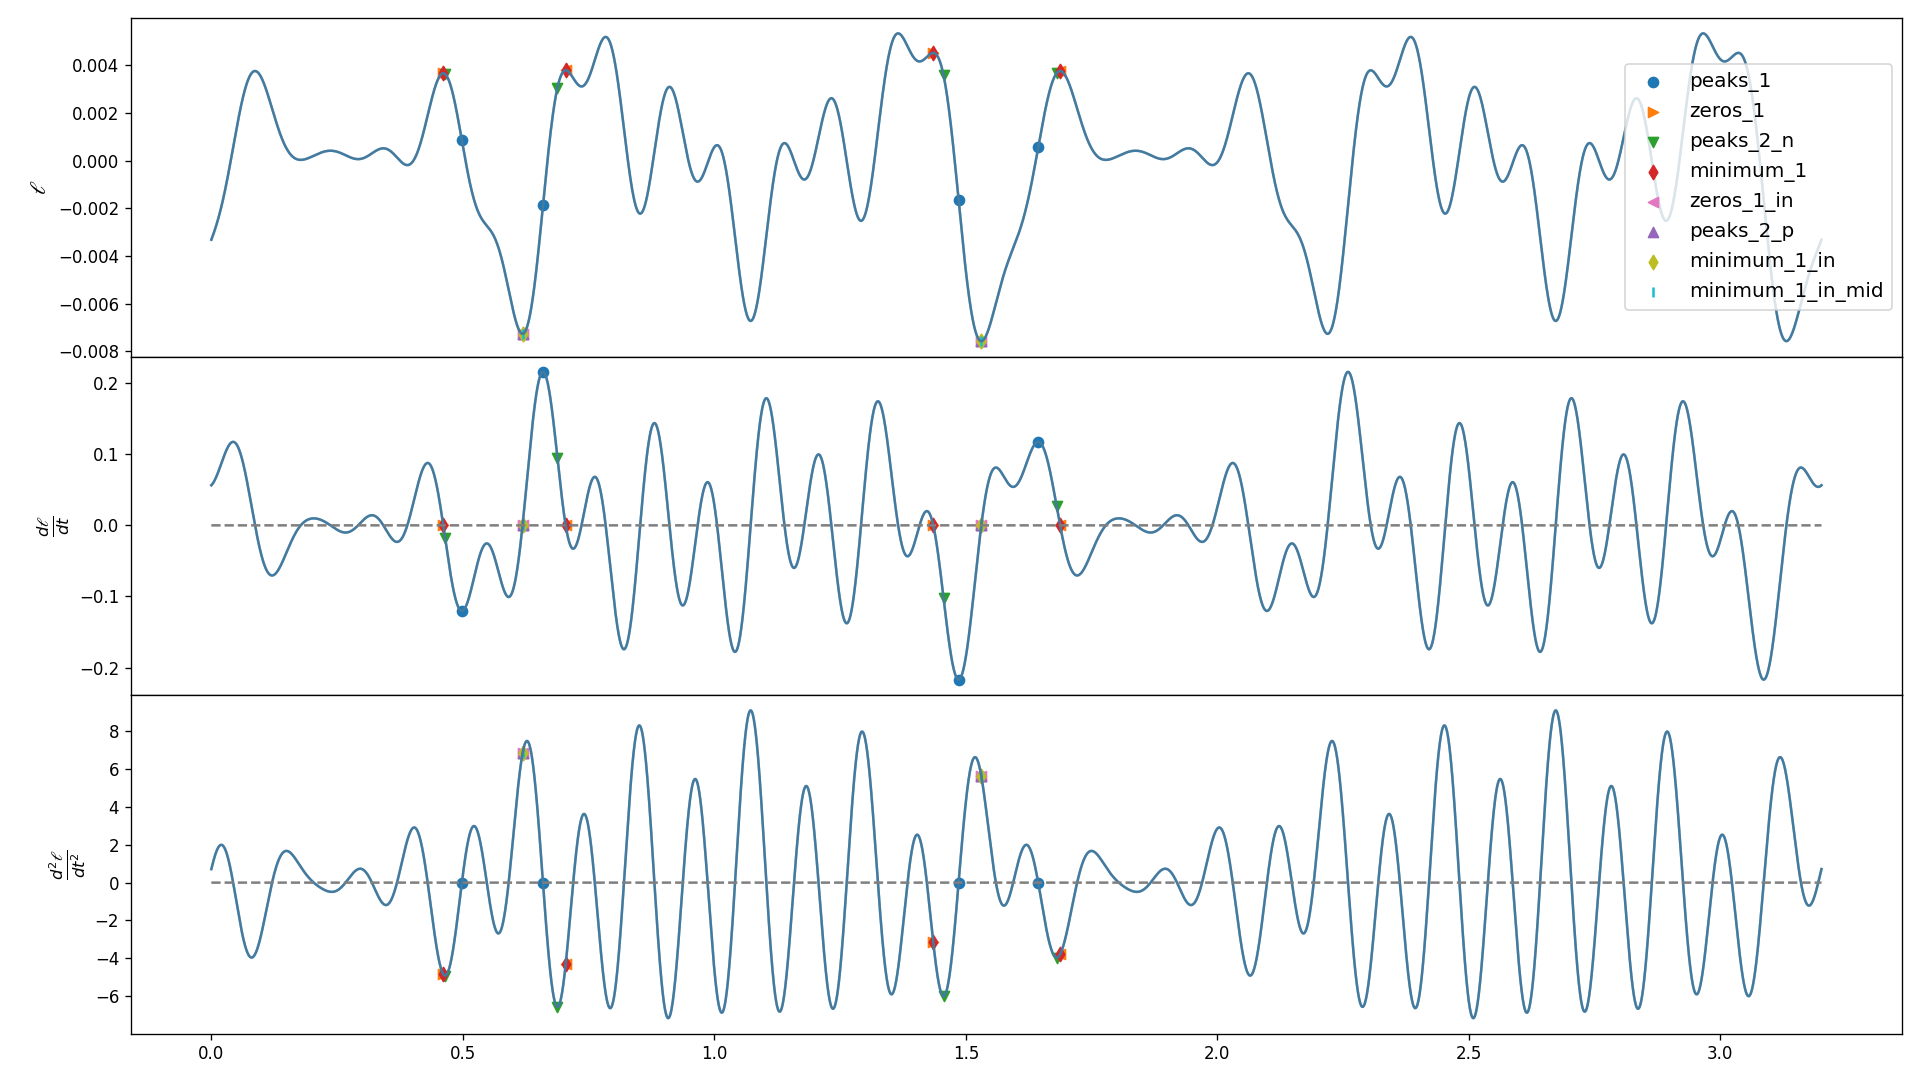 0.004
0.002
0.000
−0.002
−0.004
−0.006
−0.008
ℓ
peaks_1
zeros_1
peaks_2_n
minimum_1
zeros_1_in
peaks_2_p
minimum_1_in
minimum_1_in_mid
0.2
0.1
0.0
−0.1
−0.2
dℓ
dt
8
6
4
2
0
−2
−4
−6
d²ℓ
dt²
0.0 0.5 1.0 1.5 2.0 2.5 3.0